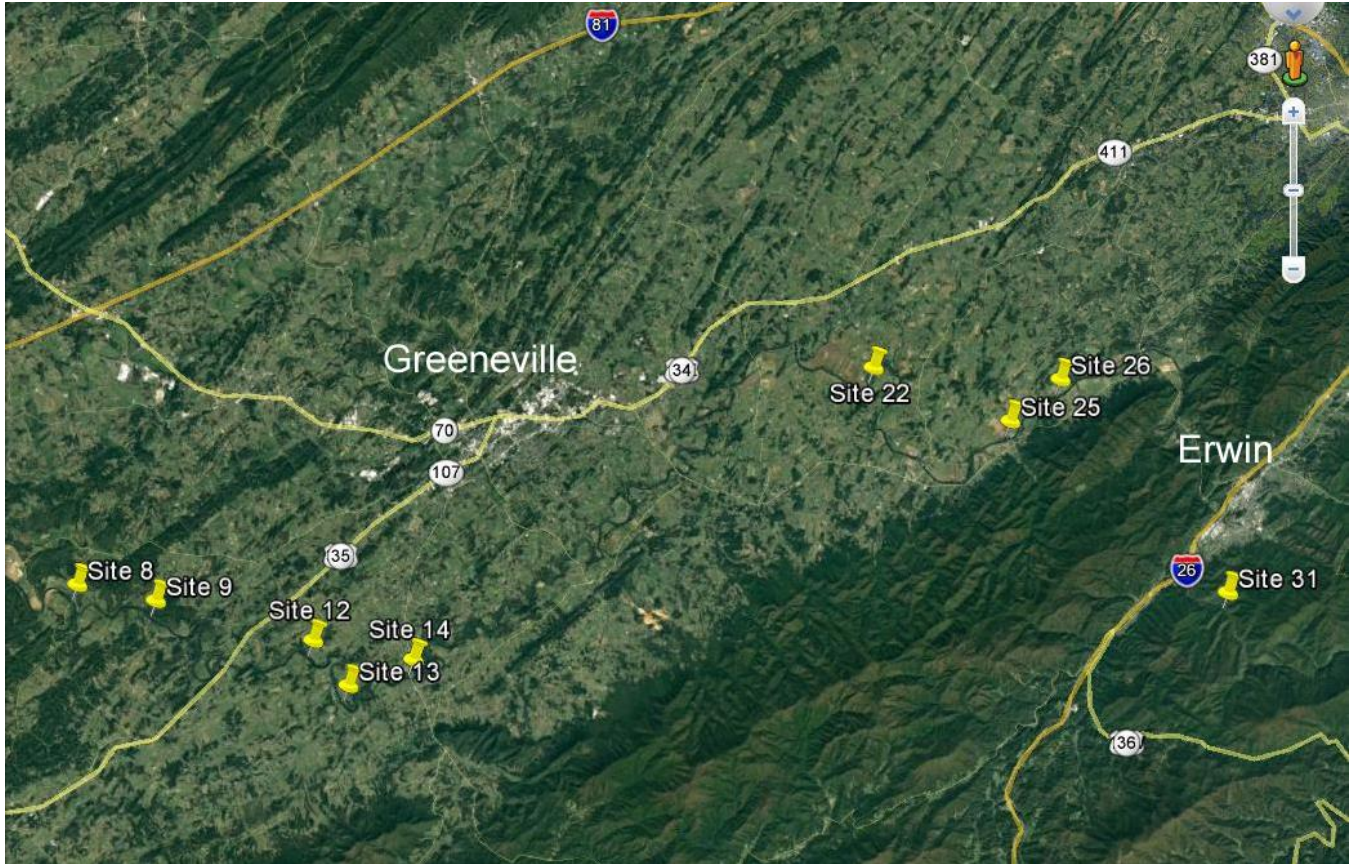 81
381
411
Greeneville
34
Site 26
Site 22
Site 25
70
107
Erwin
35
Site 8
Site 9
26
Site 31
Site 12
Site 14
Site 13
36